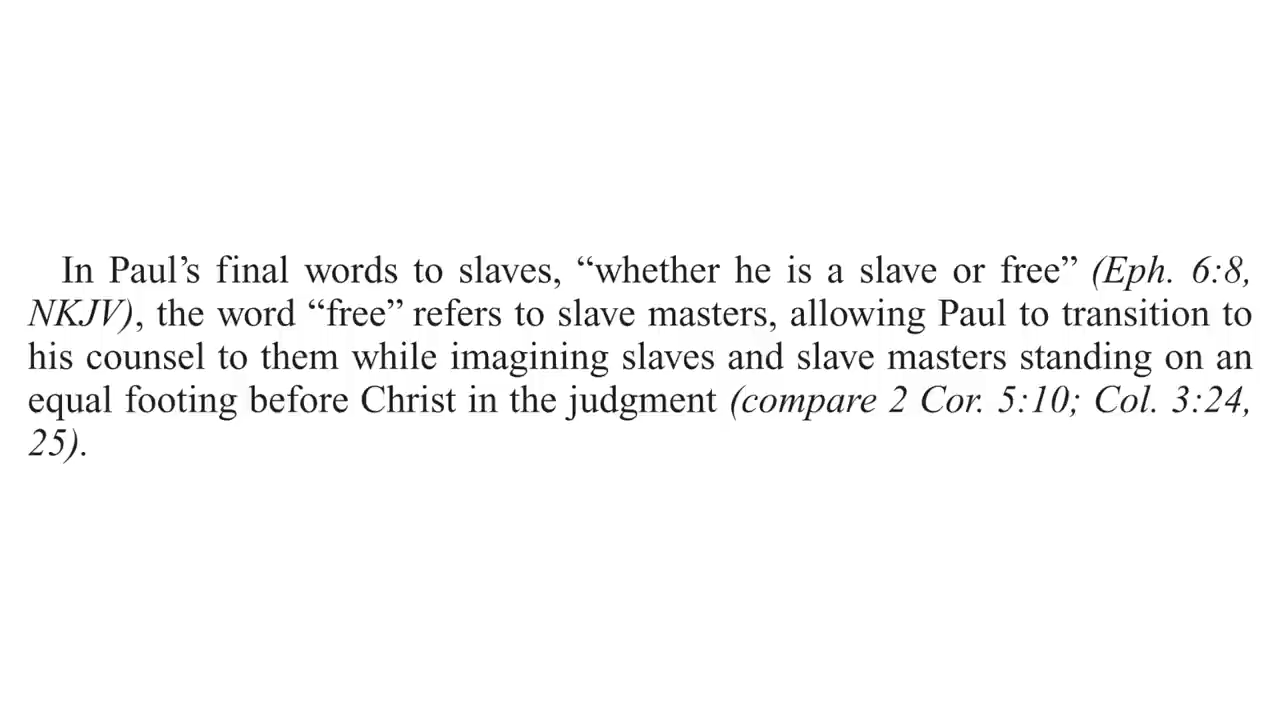 In Paul’s final words to slaves, “whether he is a slave or free” (Eph. 6:8,
NKJV), the word “free” refers to slave masters, allowing Paul to transition to
his counsel to them while imagining slaves and slave masters standing on an
equal footing before Christ in the judgment (compare 2 Cor. 5:10; Col. 3:24,
25).